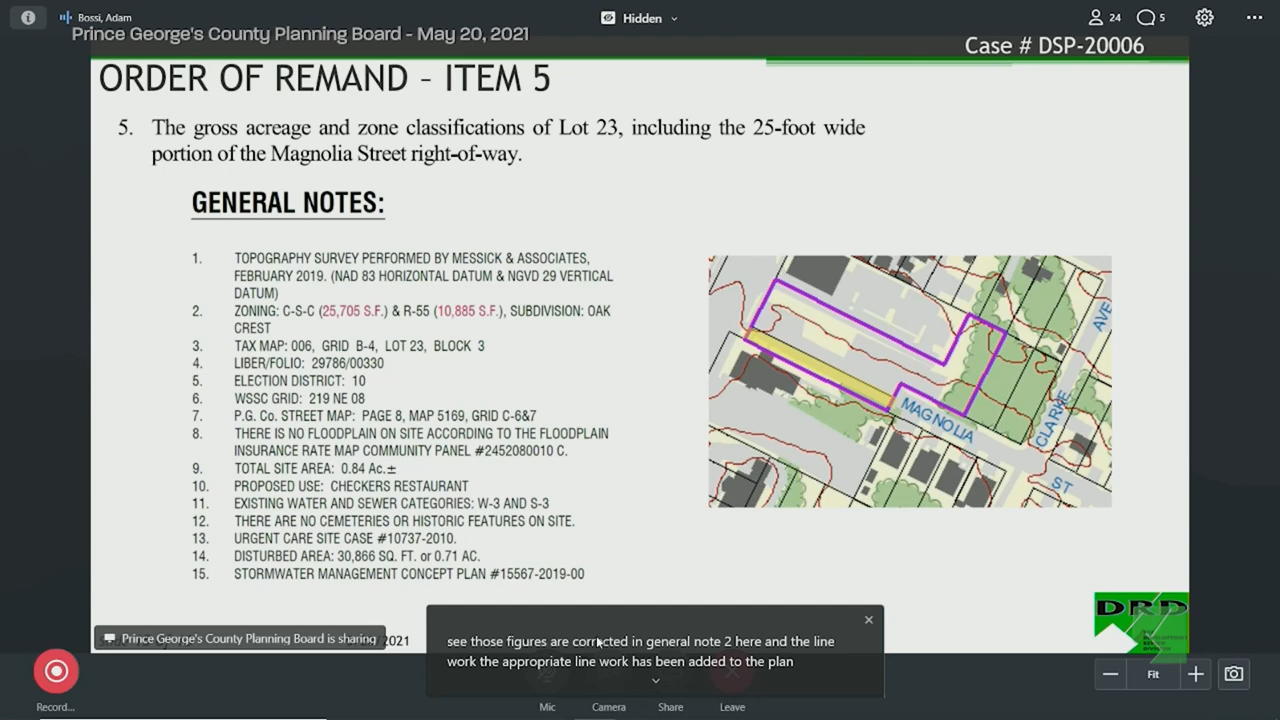 Bossi, Adam
Hidden
24
5
Prince George's County Planning Board - May 20, 2021
Case # DSP-20006
ORDER OF REMAND - ITEM 5
5. The gross acreage and zone classifications of Lot 23, including the 25-foot wide
portion of the Magnolia Street right-of-way.
GENERAL NOTES:
1. TOPOGRAPHY SURVEY PERFORMED BY MESSICK & ASSOCIATES,
FEBRUARY 2019. (NAD 83 HORIZONTAL DATUM & NGVD 29 VERTICAL
DATUM)
2. ZONING: C-S-C (25,705 S.F.) & R-55 (10,885 S.F.), SUBDIVISION: OAK
CREST
3. TAX MAP: 006, GRID B-4, LOT 23, BLOCK 3
4. LIBER/FOLIO: 29786/00330
5. ELECTION DISTRICT: 10
6. WSSC GRID: 219 NE 08
7. P.G. Co. STREET MAP: PAGE 8, MAP 5169, GRID C-6&7
8. THERE IS NO FLOODPLAIN ON SITE ACCORDING TO THE FLOODPLAIN
INSURANCE RATE MAP COMMUNITY PANEL #2452080010 C.
9. TOTAL SITE AREA: 0.84 Ac.±
10. PROPOSED USE: CHECKERS RESTAURANT
11. EXISTING WATER AND SEWER CATEGORIES: W-3 AND S-3
12. THERE ARE NO CEMETERIES OR HISTORIC FEATURES ON SITE.
13. URGENT CARE SITE CASE #10737-2010.
14. DISTURBED AREA: 30,866 SQ. FT. or 0.71 AC.
15. STORMWATER MANAGEMENT CONCEPT PLAN #15567-2019-00
MAGNOLIA
ST
CLARKE
AVE
DRD
Prince George's County Planning Board is sharing
/2021
see those figures are corrected in general note 2 here and the line
work the appropriate line work has been added to the plan
Record...
Mic
Camera
Share
Leave
Fit